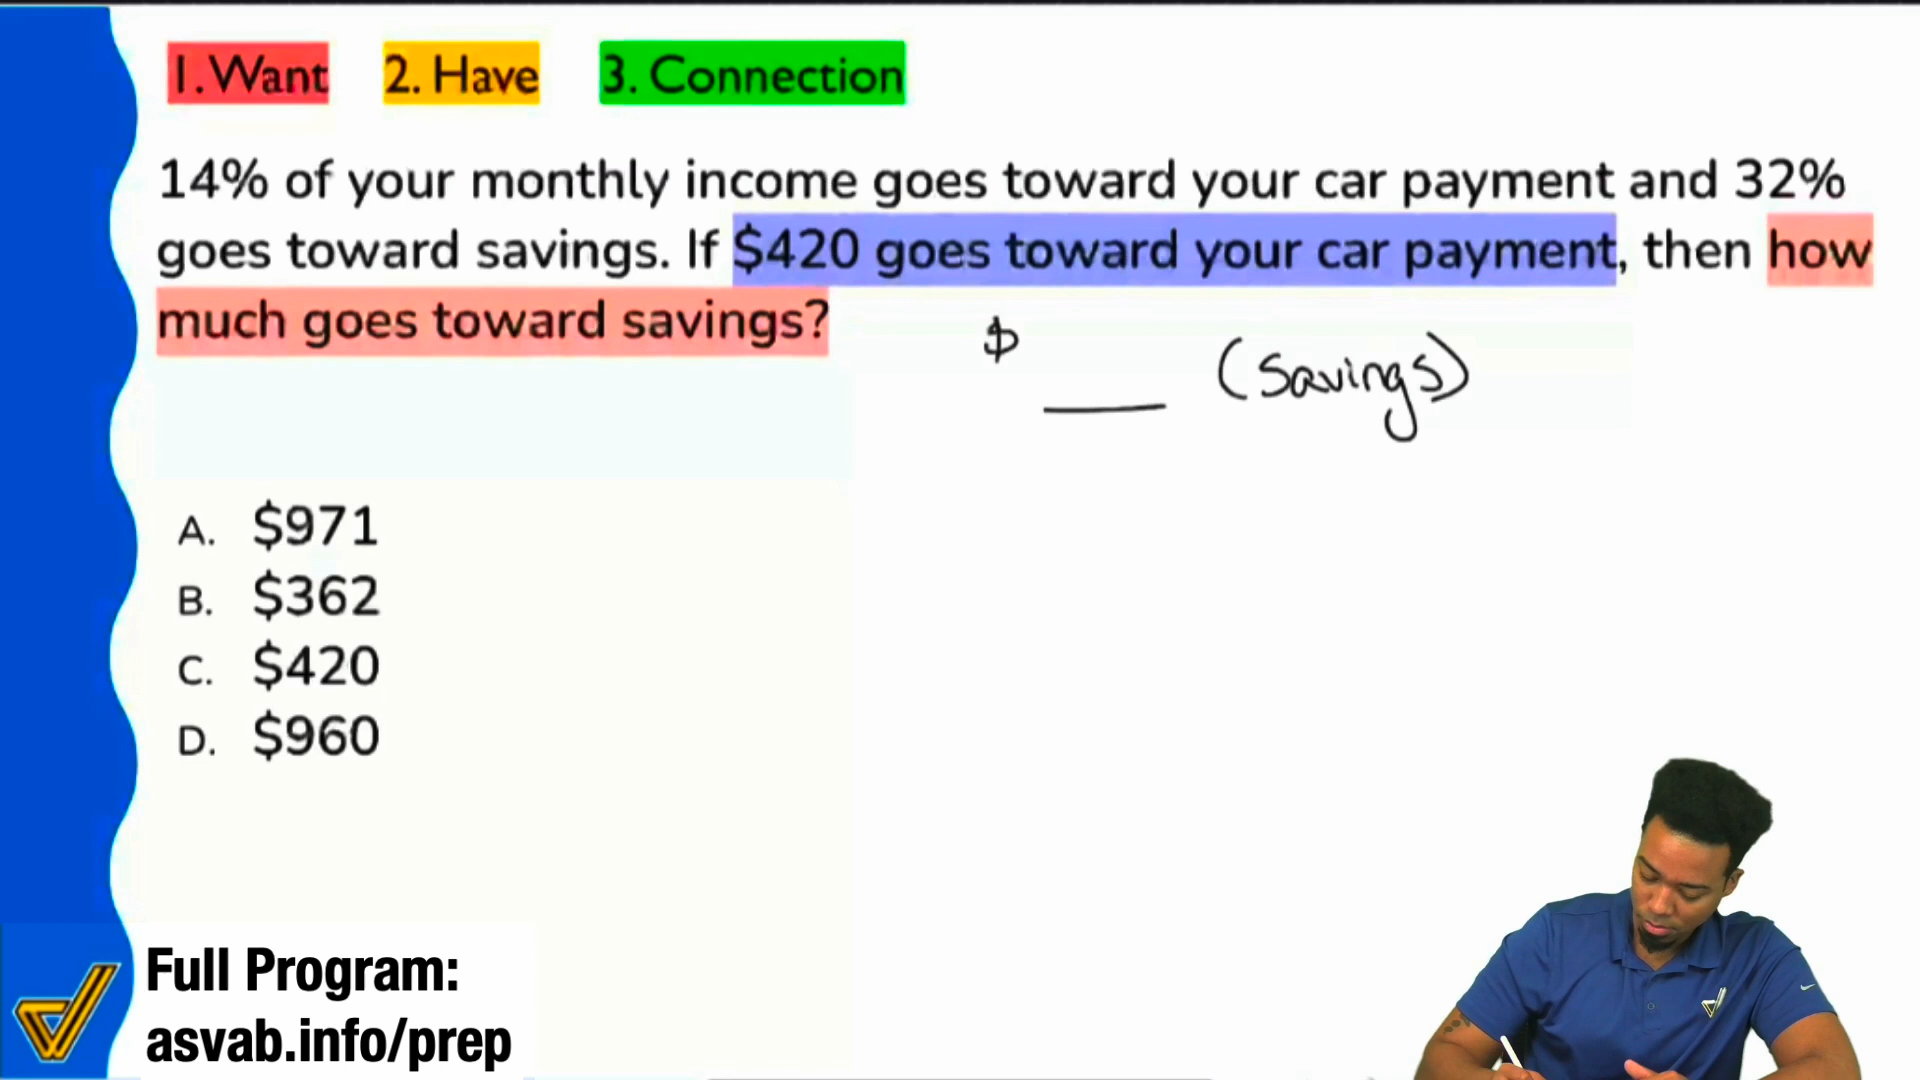 1. Want 2. Have 3. Connection
14% of your monthly income goes toward your car payment and 32%
goes toward savings. If $420 goes toward your car payment, then how
much goes toward savings?
$ ___ (savings)
A. $971
B. $362
C. $420
D. $960
Full Program:
asvab.info/prep